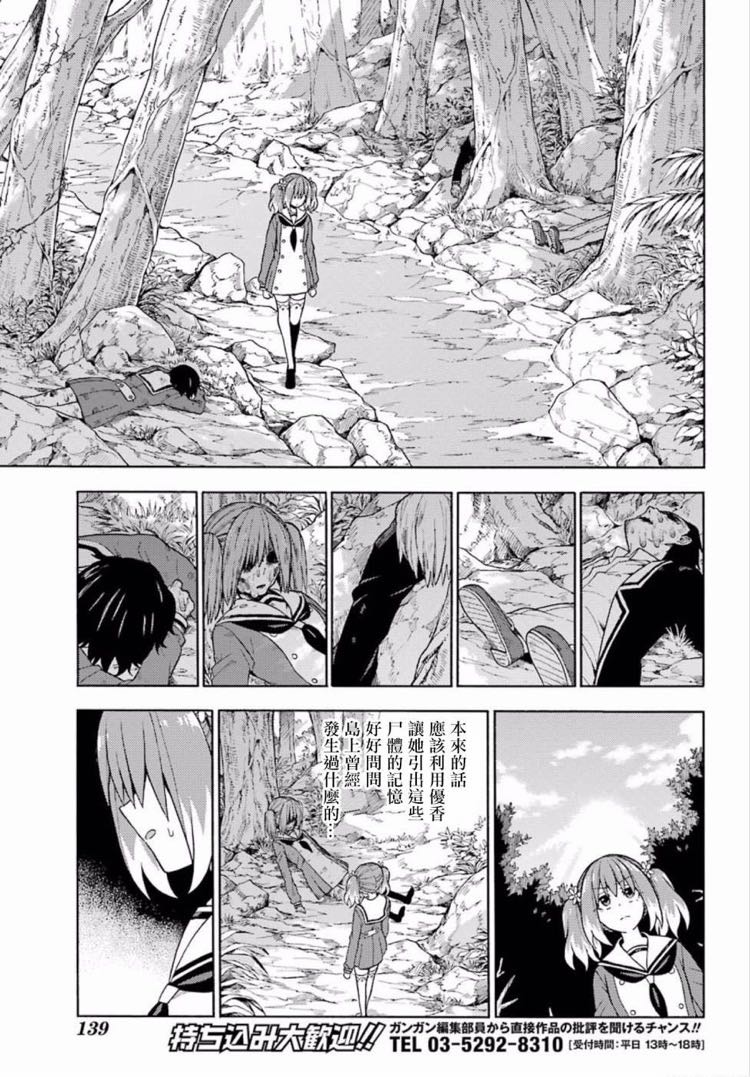 本來的話
應該利用優香
讓她引出這些
尸體的記憶
好好問問
島上曾經
發生過什麼的…
139
持ち込み大歓迎!!
ガンガン編集部員から直接作品の批評を聞けるチャンス!!
TEL 03-5292-8310 [受付時間:平日 13時~18時]